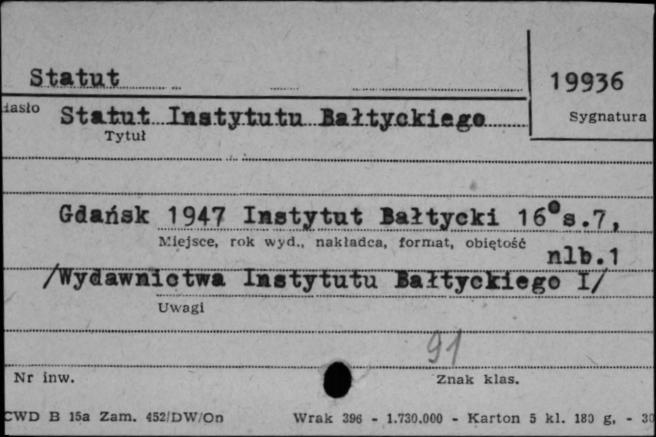 Statut
19936
Hasło
Statut Instytutu Bałtyckiego
Sygnatura
Tytuł
Gdańsk 1947 Instytut Bałtycki 16° s.7,
Miejsce, rok wyd., nakładca, format, objętość
nlb.1
/Wydawnictwa Instytutu Bałtyckiego I/
Uwagi
91
Nr inw.
Znak klas.
CWD B 15a Zam. 452/DW/On Wrak 396 - 1.730.000 - Karton 5 kl. 180 g, - 30